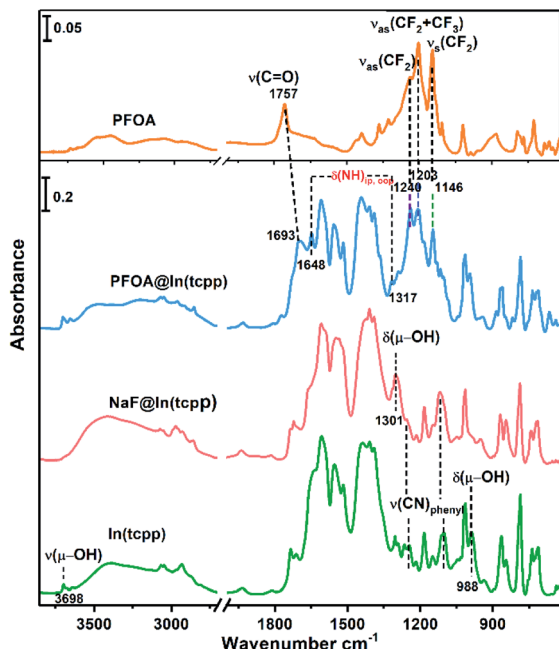 0.05
νas(CF2+CF3)
νs(CF2)
νas(CF2)
ν(C=O)
1757
PFOA
0.2
δ(NH)ip, oop
1203
1240
1146
1693
1648
1317
PFOA@In(tcpp)
δ(μ–OH)
NaF@In(tcpp)
1301
ν(CN)phenyl
δ(μ–OH)
In(tcpp)
ν(μ–OH)
3698
988
Absorbance
3500
3000
1800
1500
1200
900
Wavenumber cm-1